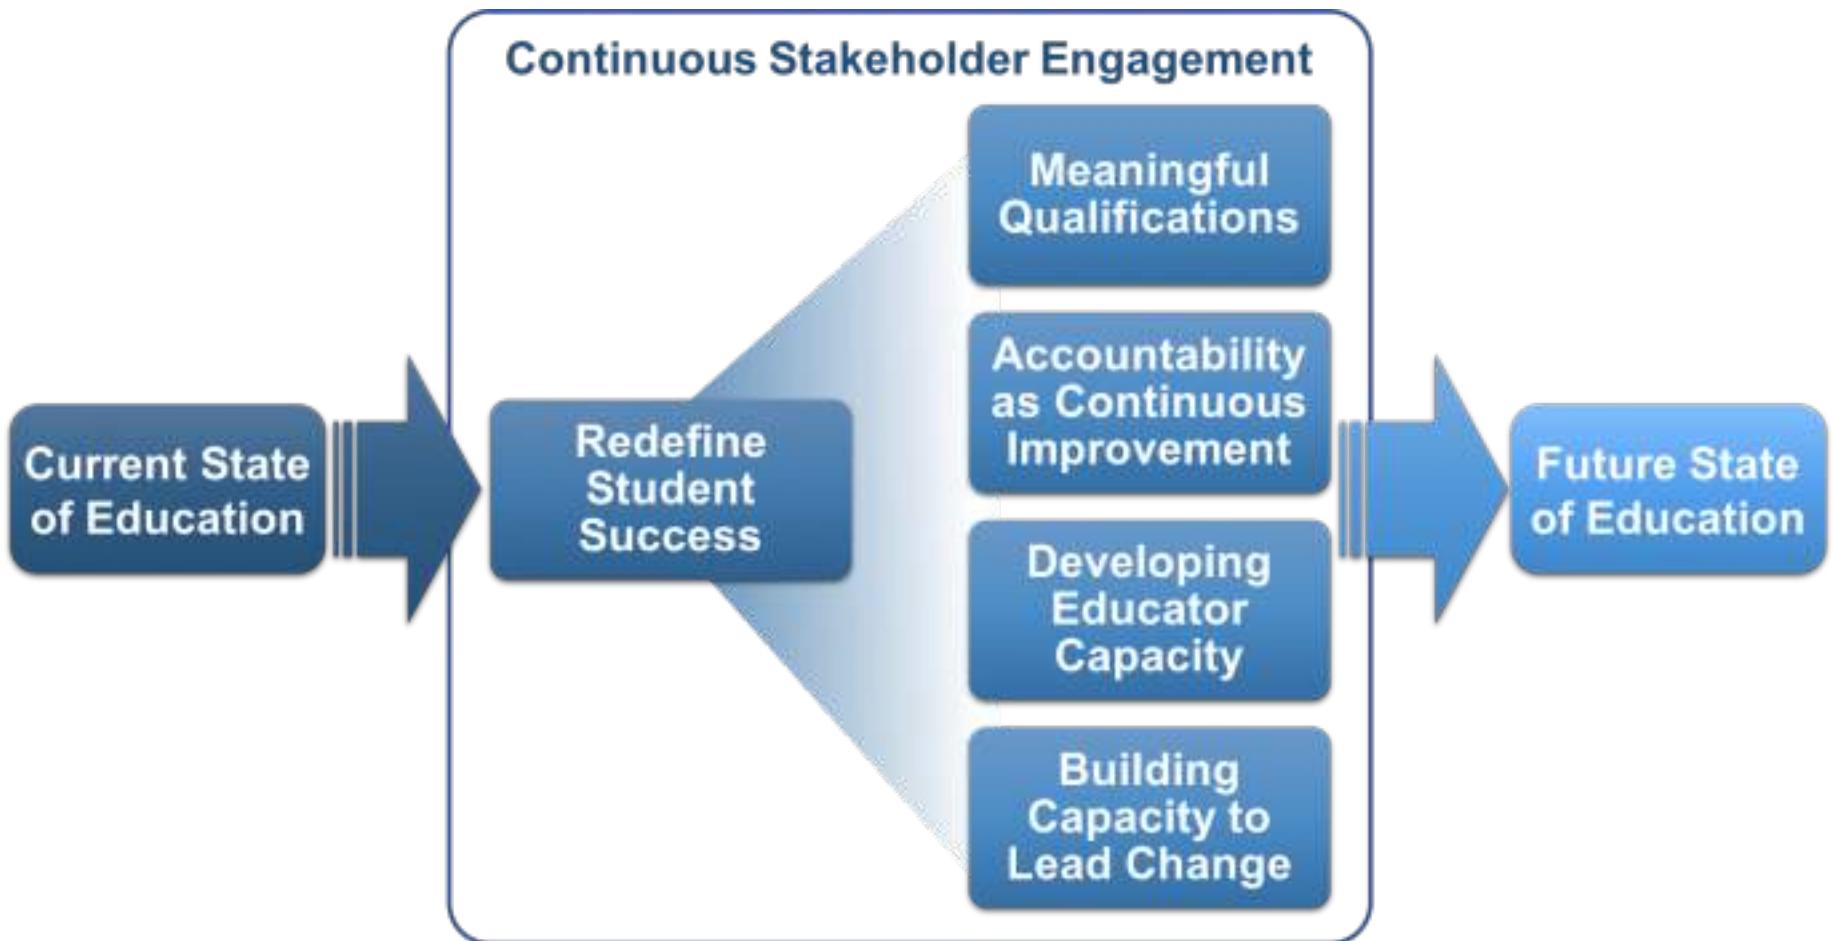 Continuous Stakeholder Engagement
Current State
of Education
Redefine
Student
Success
Meaningful
Qualifications
Accountability
as Continuous
Improvement
Developing
Educator
Capacity
Building
Capacity to
Lead Change
Future State
of Education